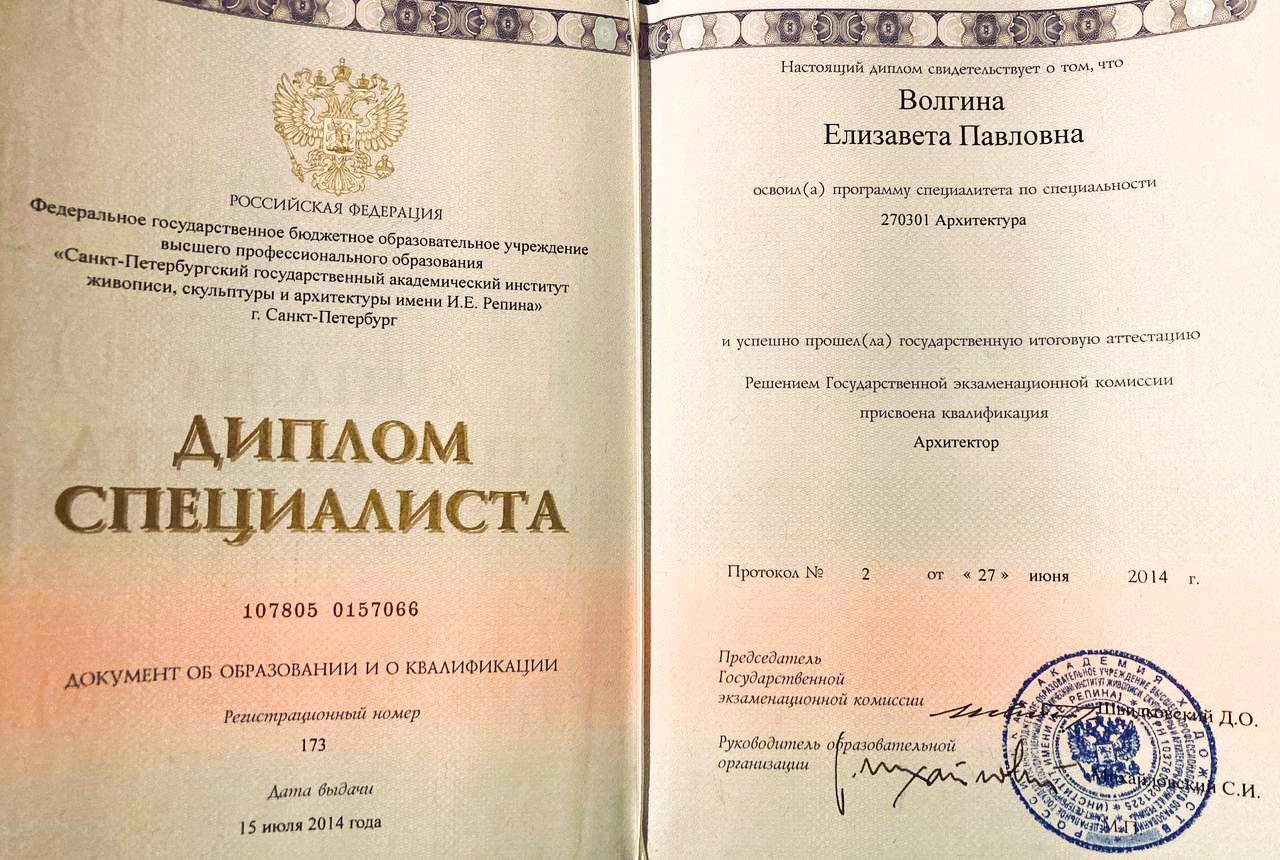 РОССИЙСКАЯ ФЕДЕРАЦИЯ
Федеральное государственное бюджетное образовательное учреждение
высшего профессионального образования
«Санкт-Петербургский государственный академический институт
живописи, скульптуры и архитектуры имени И.Е. Репина»
г. Санкт-Петербург
ДИПЛОМ
СПЕЦИАЛИСТА
107805 0157066
ДОКУМЕНТ ОБ ОБРАЗОВАНИИ И О КВАЛИФИКАЦИИ
Регистрационный номер
173
Дата выдачи
15 июля 2014 года
Настоящий диплом свидетельствует о том, что
Волгина
Елизавета Павловна
освоил(а) программу специалитета по специальности
270301 Архитектура
и успешно прошел(ла) государственную итоговую аттестацию
Решением Государственной экзаменационной комиссии
присвоена квалификация
Архитектор
Протокол № 2 от « 27 » июня 2014 г.
Председатель
Государственной
экзаменационной комиссии
Швидковский Д.О.
Руководитель образовательной
организации
Михайловский С.И.
М.П.